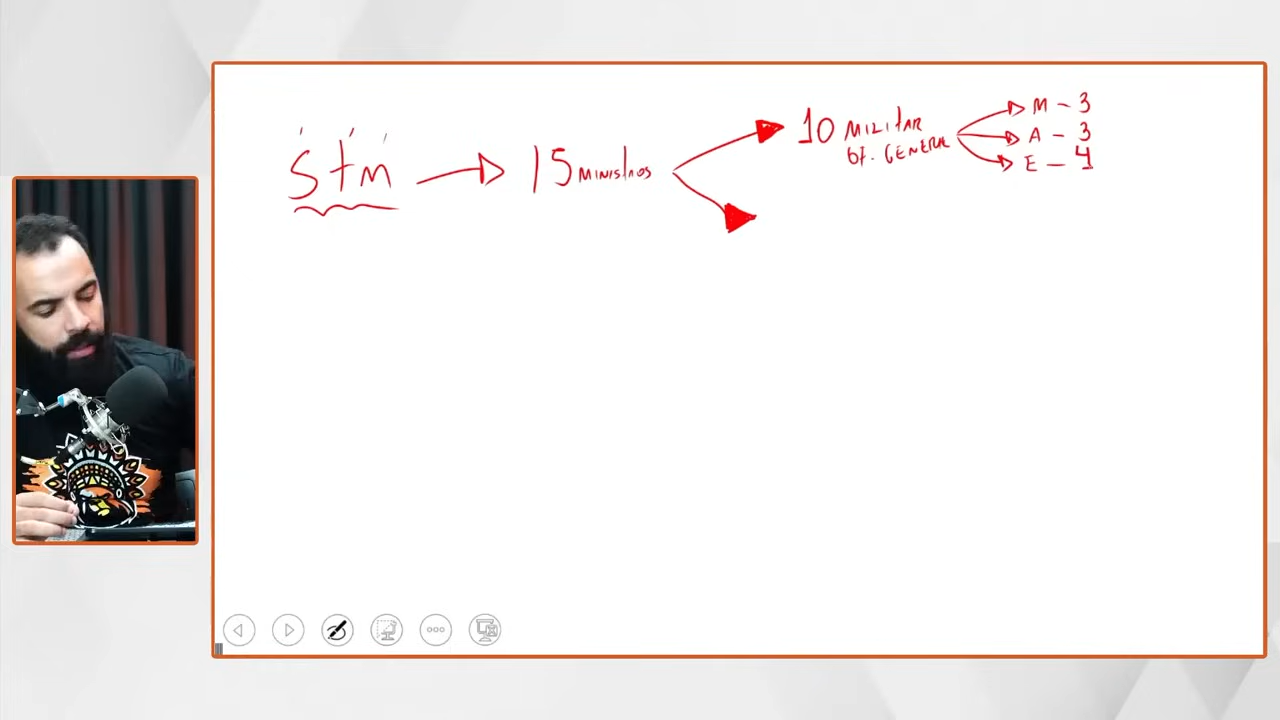 STM
15 MINISTROS
10 MILITAR
OF. GENERAL
M - 3
A - 3
E - 4